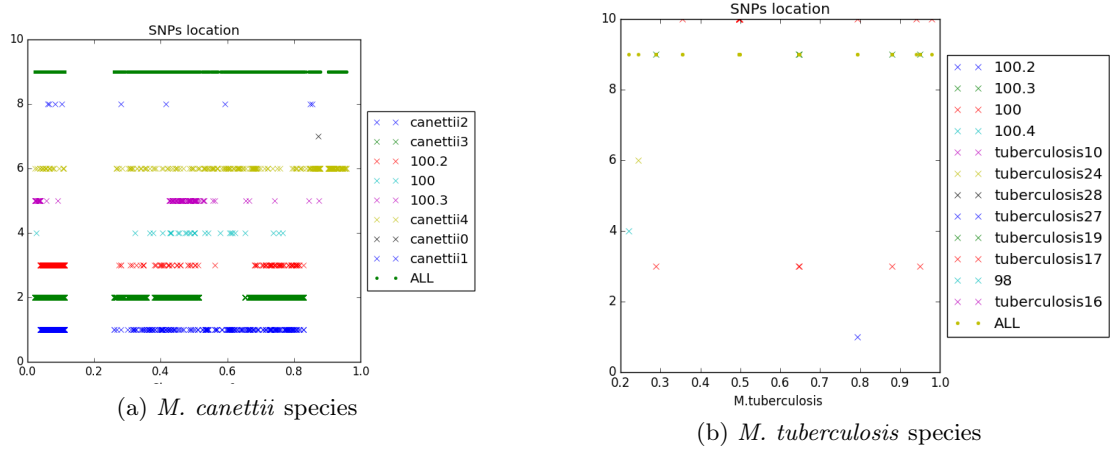 SNPs location
10
8
6
4
2
0
0.0 0.2 0.4 0.6 0.8 1.0
canettii2
canettii3
100.2
100
100.3
canettii4
canettii0
canettii1
ALL
(a) M. canettii species
SNPs location
10
8
6
4
2
0
0.2 0.3 0.4 0.5 0.6 0.7 0.8 0.9 1.0
M.tuberculosis
100.2
100.3
100
100.4
tuberculosis10
tuberculosis24
tuberculosis28
tuberculosis27
tuberculosis19
tuberculosis17
98
tuberculosis16
ALL
(b) M. tuberculosis species